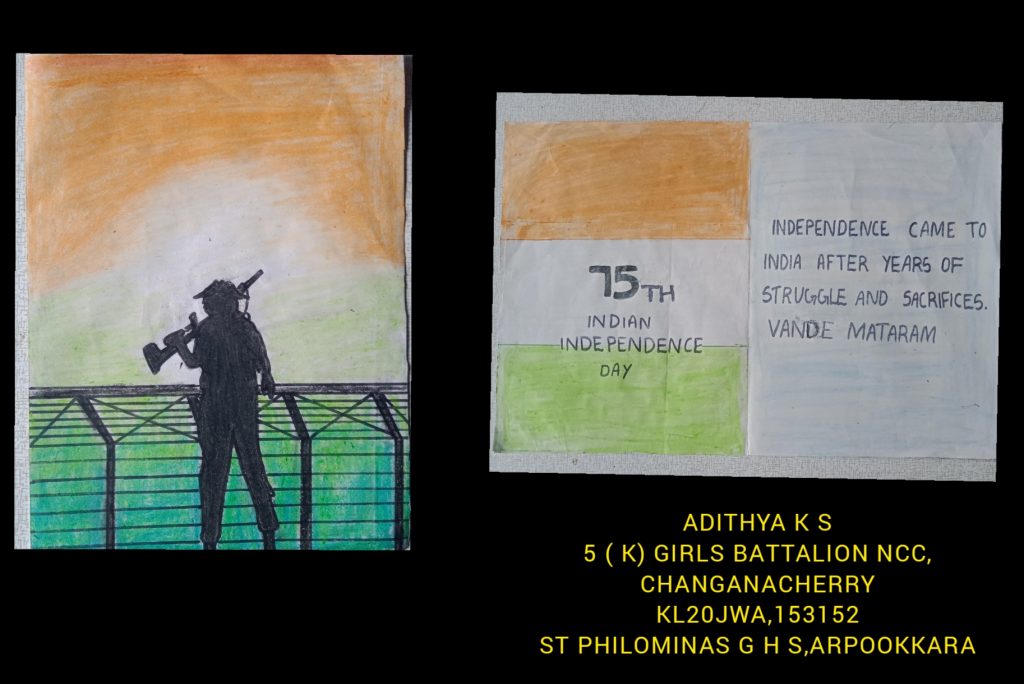 75TH
INDIAN
INDEPENDENCE
DAY
INDEPENDENCE CAME TO
INDIA AFTER YEARS OF
STRUGGLE AND SACRIFICES.
VANDE MATARAM
ADITHYA K S
5 ( K) GIRLS BATTALION NCC,
CHANGANACHERRY
KL20JWA,153152
ST PHILOMINAS G H S,ARPOOKKARA